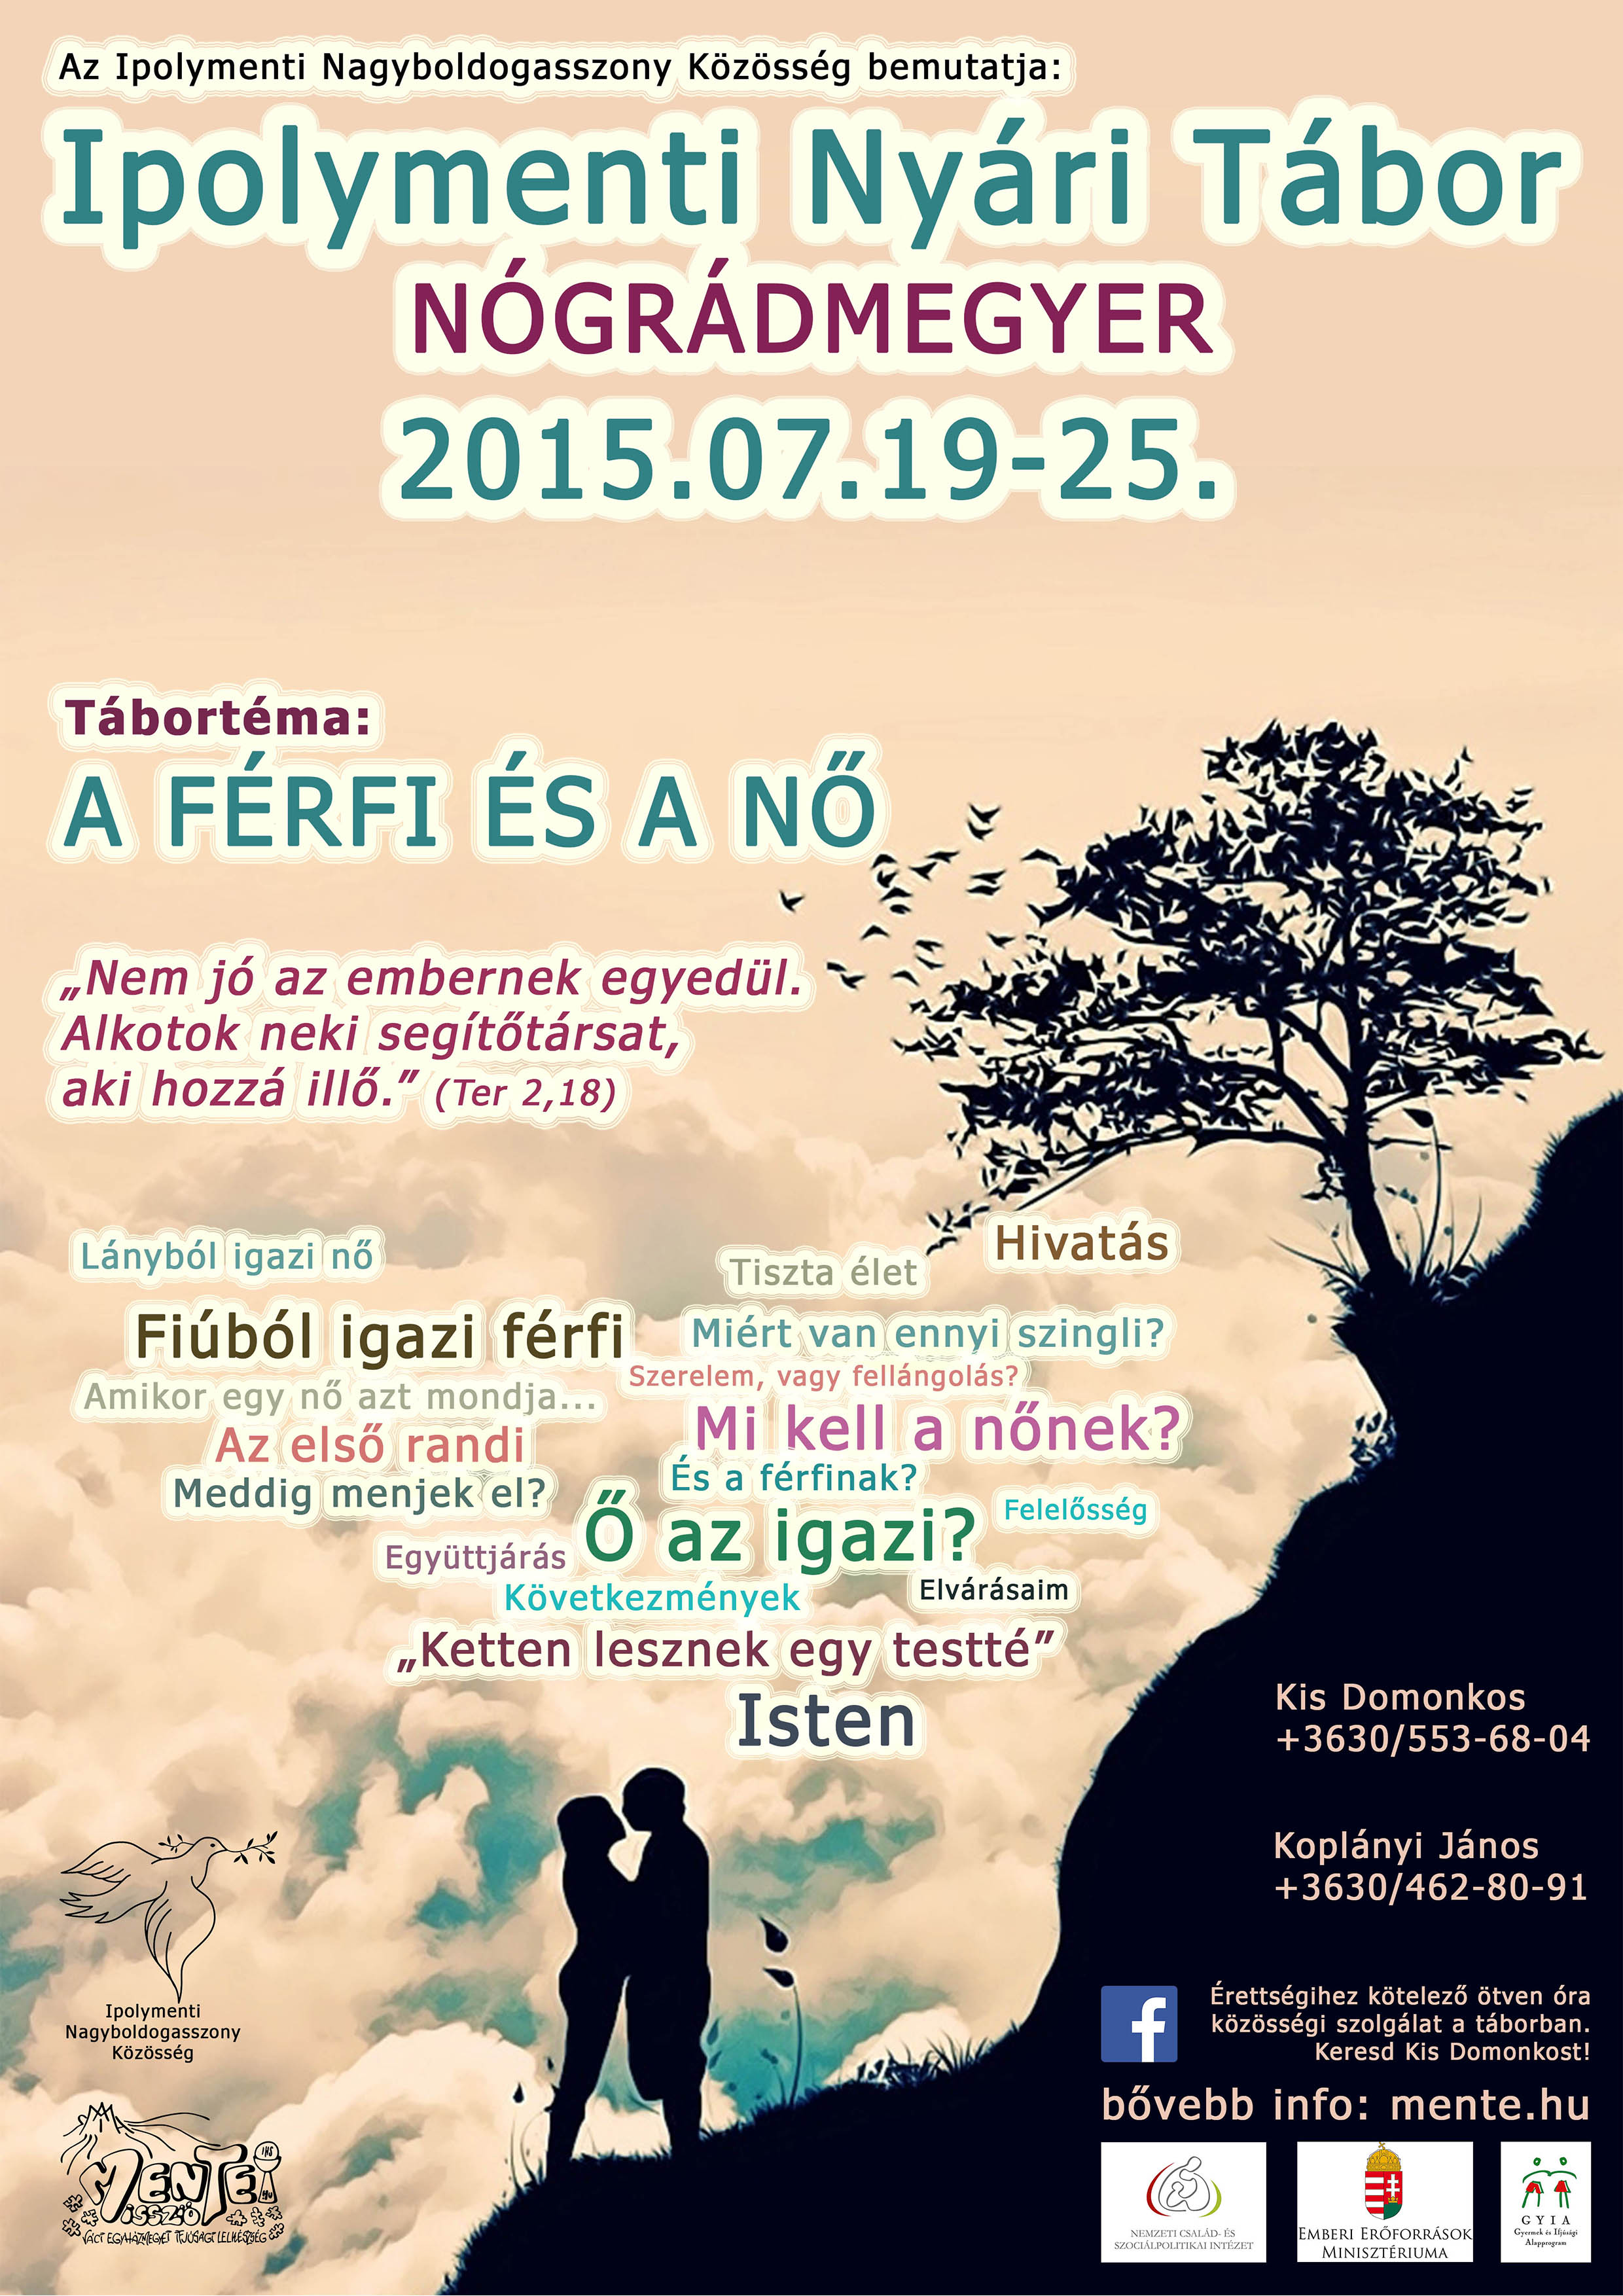 Az Ipolymenti Nagyboldogasszony Közösség bemutatja:
Ipolymenti Nyári Tábor
NÓGRÁDMEGYER
2015.07.19-25.
Tábortéma:
A FÉRFI ÉS A NŐ
„Nem jó az embernek egyedül.
Alkotok neki segítőtársat,
aki hozzá illő.” (Ter 2,18)
Lányból igazi nő
Tiszta élet
Hivatás
Fiúból igazi férfi
Miért van ennyi szingli?
Amikor egy nő azt mondja...
Szerelem, vagy fellángolás?
Az első randi
Mi kell a nőnek?
Meddig menjek el?
És a férfinak?
Ő az igazi?
Felelősség
Együttjárás
Következmények
Elvárásaim
„Ketten lesznek egy testté”
Isten
Kis Domonkos
+3630/553-68-04
Koplányi János
+3630/462-80-91
Ipolymenti
Nagyboldogasszony
Közösség
f
Érettségihez kötelező ötven óra
közösségi szolgálat a táborban.
Keresd Kis Domonkost!
bővebb info: mente.hu
MENTE
MISSZIÓ
IHS
VÁCI EGYHÁZMEGYEI IFJÚSÁGI LELKÉSZSÉG
NEMZETI CSALÁD- ÉS
SZOCIÁLPOLITIKAI INTÉZET
EMBERI ERŐFORRÁSOK
MINISZTÉRIUMA
GYIA
Gyermek és Ifjúsági
Alapprogram